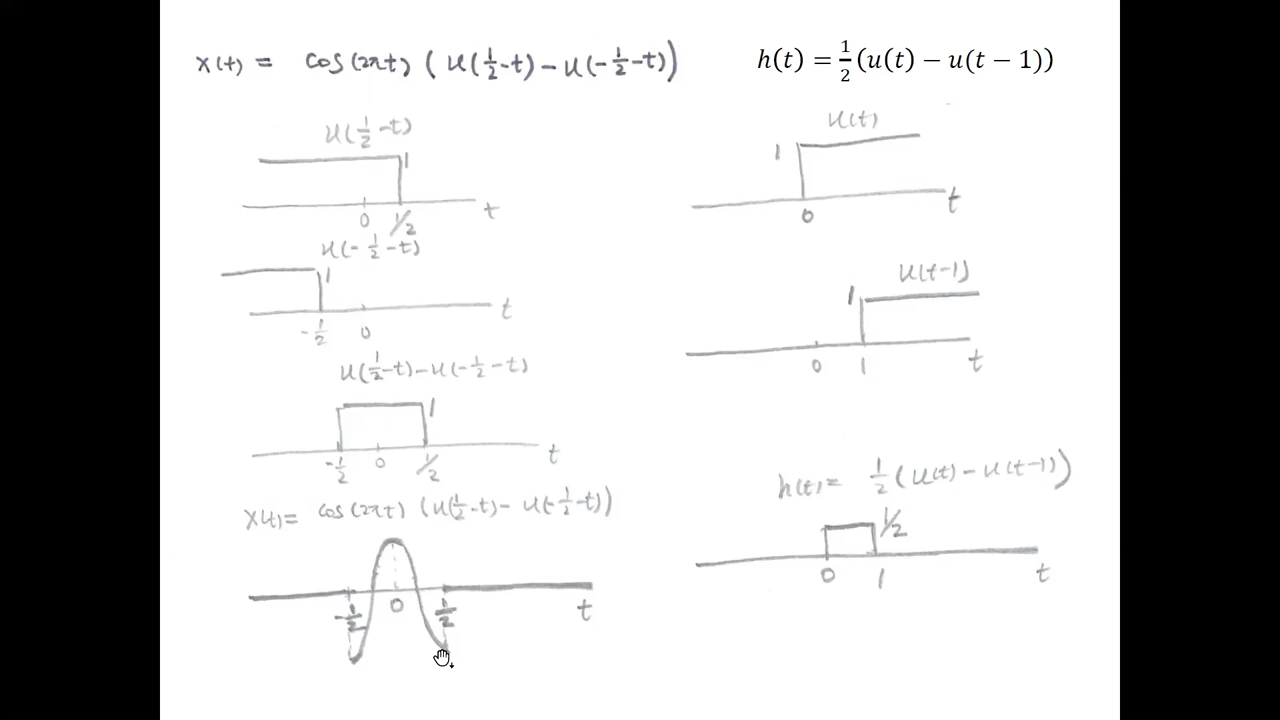 x(t) = cos(2πt) (u(½-t) - u(-½-t))
h(t) = ½(u(t) − u(t − 1))
u(½-t)
1
0 ½ t
u(-½-t)
1
-½ 0 t
u(½-t)-u(-½-t)
1
-½ 0 ½ t
x(t)= cos(2πt) (u(½-t)- u(-½-t))
-½ 0 ½ t
u(t)
1
0 t
u(t-1)
1
0 1 t
h(t)= ½(u(t)-u(t-1))
½
0 1 t